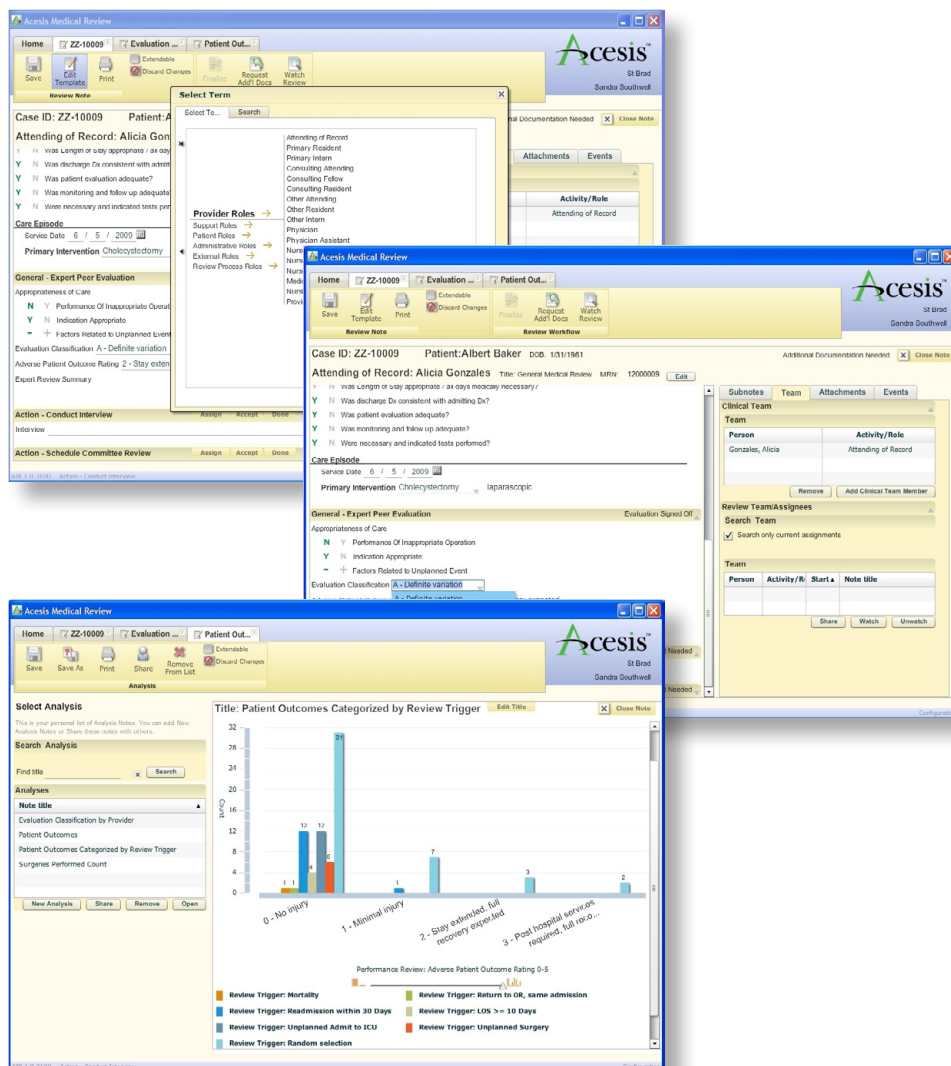 Acesis Medical Review
Home ZZ-10009 Evaluation ... Patient Out...
Save Edit Template Print Extendable Discard Changes Finalize Request Add'l Docs Watch Review
Review Note
Acesis™
St Brad
Sandra Southwell
Case ID: ZZ-10009 Patient:A
Documentation Needed Close Note
Attending of Record: Alicia Gon
Y N Was Length of Stay appropriate / all days
Y N Was discharge Dx consistent with admitt
Y N Was patient evaluation adequate?
Y N Was monitoring and follow up adequate
Y N Were necessary and indicated tests per
Care Episode
Service Date 6 / 5 / 2009
Primary Intervention Cholecystectomy
General - Expert Peer Evaluation
Appropriateness of Care
N Y Performance Of Inappropriate Operati
Y N Indication Appropriate
- + Factors Related to Unplanned Event
Evaluation Classification A - Definite variation
Adverse Patient Outcome Rating 2 - Stay exten
Expert Review Summary
Action - Conduct Interview Assign Accept Done
Interview
Action - Schedule Committee Review Assign Accept Done
Attachments Events
Activity/Role
Attending of Record
Select Term
Select Te... Search
Provider Roles
Support Roles
Patient Roles
Administrative Roles
External Roles
Review Process Roles
Attending of Record
Primary Resident
Primary Intern
Consulting Attending
Consulting Fellow
Consulting Resident
Other Attending
Other Resident
Other Intern
Physician
Physician Assistant
Nurs
Nurs
Nurs
Medi
Nurs
Provi
Acesis Medical Review
Home ZZ-10009 Evaluation ... Patient Out...
Save Edit Template Print Extendable Discard Changes Finalize Request Add'l Docs Watch Review
Review Note Review Workflow
Acesis™
St Brad
Sandra Southwell
Case ID: ZZ-10009 Patient:Albert Baker DOB. 1/31/1961 Additional Documentation Needed Close Note
Attending of Record: Alicia Gonzales Title: General Medical Review MRN: 12000009 Edit
Y N Was Length of Stay appropriate / all days medically necessary?
Y N Was discharge Dx consistent with admitting Dx?
Y N Was patient evaluation adequate?
Y N Was monitoring and follow up adequate?
Y N Were necessary and indicated tests performed?
Care Episode
Service Date 6 / 5 / 2009
Primary Intervention Cholecystectomy laparascopic
General - Expert Peer Evaluation Evaluation Signed Off
Appropriateness of Care
N Y Performance Of Inappropriate Operation
Y N Indication Appropriate
- + Factors Related to Unplanned Event
Evaluation Classification A - Definite variation
A - Definite variation
Subnotes Team Attachments Events
Clinical Team
Team
Person Activity/Role
Gonzales, Alicia Attending of Record
Remove Add Clinical Team Member
Review Team/Assignees
Search Team
Search only current assignments
Team
Person Activity/R Start Note title
Share Watch Unwatch
Needed
Needed
Acesis Medical Review
Home ZZ-10009 Evaluation ... Patient Out...
Save Save As Print Share Remove From List Extendable Discard Changes
Analysis
Acesis™
St Brad
Sandra Southwell
Select Analysis
This is your personal list of Analysis Notes. You can add New
Analysis Notes or Share these notes with others.
Search Analysis
Find title Search
Analyses
Note title
Evaluation Classification by Provider
Patient Outcomes
Patient Outcomes Categorized by Review Trigger
Surgeries Performed Count
New Analysis Share Remove Open
Title: Patient Outcomes Categorized by Review Trigger Edit Title Close Note
Count
32
28
24
20
16
12
8
4
0
1 1 12 4 12 6 31
1 7 3 2
0 - No injury
1 - Minimal injury
2 - Stay extended, full recovery expected
3 - Post hospital services required, full reco...
Performance Review: Adverse Patient Outcome Rating 0-5
Review Trigger: Mortality Review Trigger: Return to OR, same admission
Review Trigger: Readmission within 30 Days Review Trigger: LOS >= 10 Days
Review Trigger: Unplanned Admit to ICU Review Trigger: Unplanned Surgery
Review Trigger: Random selection